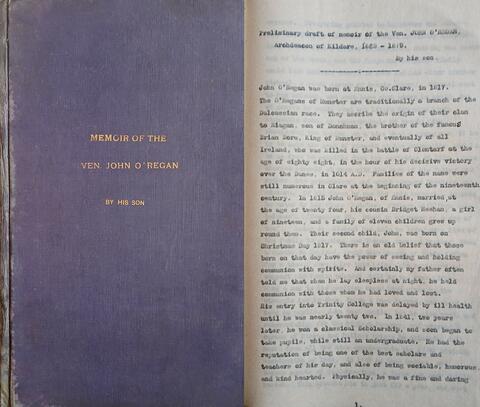 MEMOIR OF THE
VEN. JOHN O'REGAN
BY HIS SON
Preliminary draft of memoir of the Ven. JOHN O'REGAN,
Archdeacon of Kildare, 1862 - 1879.
By his son.
John O'Regan was born at Ennis, Co.Clare, in 1817.
The O'Regans of Munster are traditionally a branch of the
Dalcassian race. They ascribe the origin of their clan
to Riagan, son of Donchuan, the brother of the famous
Brian Boru, King of Munster, and eventually of all
Ireland, who was killed in the battle of Clontarf at the
age of eighty eight, in the hour of his decisive victory
over the Danes, in 1014 A.D. Families of the name were
still numerous in Clare at the beginning of the nineteenth
century. In 1815 John O'Regan, of Ennis, married, at
the age of twenty four, his cousin Bridget Meehan, a girl
of nineteen, and a family of eleven children grew up
round them. Their second child, John, was born on
Christmas Day 1817. There is an old belief that those
born on that day have the power of seeing and holding
communion with spirits. And certainly my father often
told me that when he lay sleepless at night, he held
communion with those whom he had loved and lost.
His entry into Trinity College was delayed by ill health
until he was nearly twenty two. In 1841, two years
later, he won a classical Scholarship, and soon began to
take pupils, while still an undergraduate. He had the
reputation of being one of the best scholars and
teachers of his day, and also of being sociable, humorous
and kind hearted. Physically, he was a fine and daring
1.